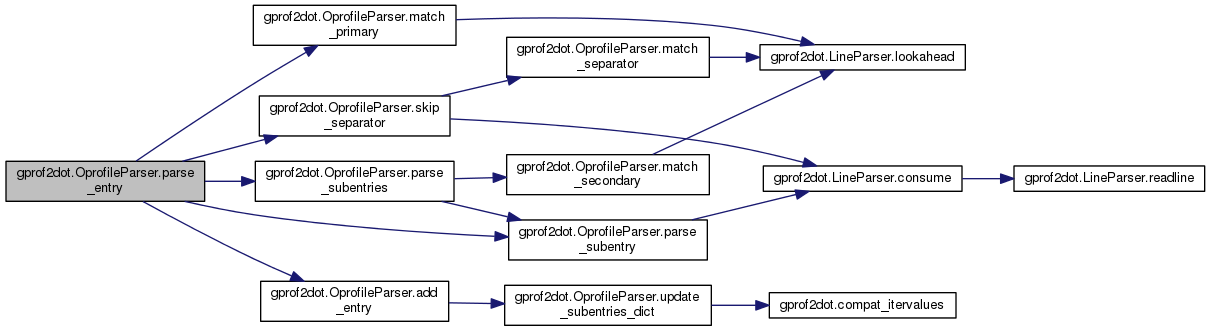 gprof2dot.OprofileParser.match
_primary
gprof2dot.OprofileParser.match
_separator
gprof2dot.LineParser.lookahead
gprof2dot.OprofileParser.skip
_separator
gprof2dot.OprofileParser.parse
_entry
gprof2dot.OprofileParser.parse
_subentries
gprof2dot.OprofileParser.match
_secondary
gprof2dot.LineParser.consume
gprof2dot.LineParser.readline
gprof2dot.OprofileParser.parse
_subentry
gprof2dot.OprofileParser.add
_entry
gprof2dot.OprofileParser.update
_subentries_dict
gprof2dot.compat_itervalues